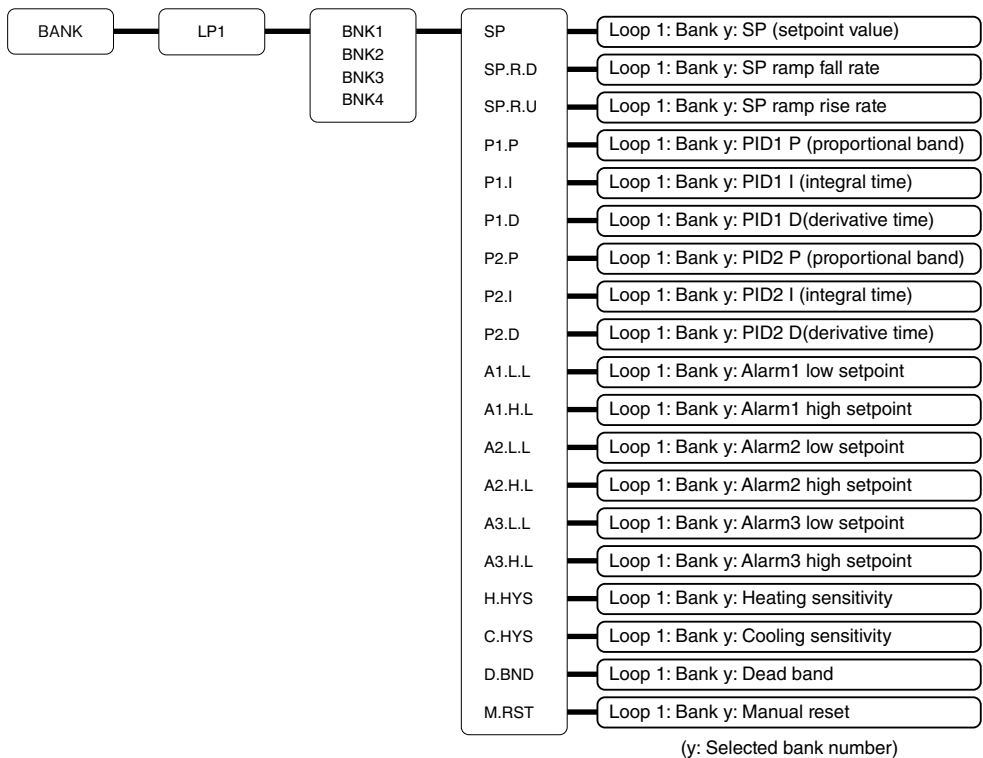 BANK
LP1
BNK1
BNK2
BNK3
BNK4
SP
Loop 1: Bank y: SP (setpoint value)
SP.R.D
Loop 1: Bank y: SP ramp fall rate
SP.R.U
Loop 1: Bank y: SP ramp rise rate
P1.P
Loop 1: Bank y: PID1 P (proportional band)
P1.I
Loop 1: Bank y: PID1 I (integral time)
P1.D
Loop 1: Bank y: PID1 D(derivative time)
P2.P
Loop 1: Bank y: PID2 P (proportional band)
P2.I
Loop 1: Bank y: PID2 I (integral time)
P2.D
Loop 1: Bank y: PID2 D(derivative time)
A1.L.L
Loop 1: Bank y: Alarm1 low setpoint
A1.H.L
Loop 1: Bank y: Alarm1 high setpoint
A2.L.L
Loop 1: Bank y: Alarm2 low setpoint
A2.H.L
Loop 1: Bank y: Alarm2 high setpoint
A3.L.L
Loop 1: Bank y: Alarm3 low setpoint
A3.H.L
Loop 1: Bank y: Alarm3 high setpoint
H.HYS
Loop 1: Bank y: Heating sensitivity
C.HYS
Loop 1: Bank y: Cooling sensitivity
D.BND
Loop 1: Bank y: Dead band
M.RST
Loop 1: Bank y: Manual reset
(y: Selected bank number)